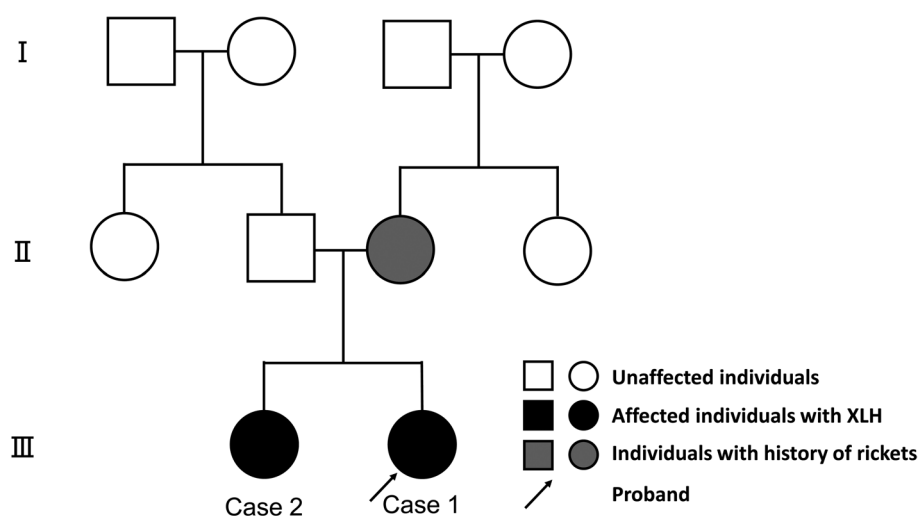 I
II
III
Case 2
Case 1
Unaffected individuals
Affected individuals with XLH
Individuals with history of rickets
Proband